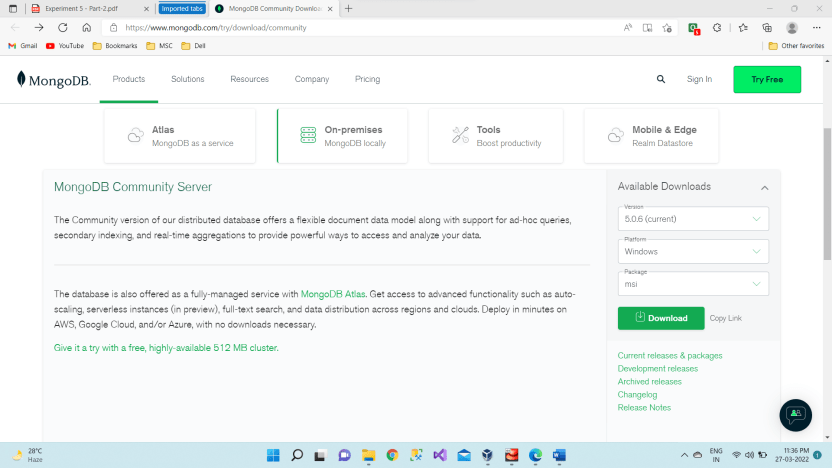 Experiment 5 - Part-2.pdf
Imported tabs
MongoDB Community Downloa
https://www.mongodb.com/try/download/community
Gmail
YouTube
Bookmarks
MSC
Dell
Other favorites
MongoDB.
Products
Solutions
Resources
Company
Pricing
Sign In
Try Free
Atlas
MongoDB as a service
On-premises
MongoDB locally
Tools
Boost productivity
Mobile & Edge
Realm Datastore
MongoDB Community Server
The Community version of our distributed database offers a flexible document data model along with support for ad-hoc queries,
secondary indexing, and real-time aggregations to provide powerful ways to access and analyze your data.
The database is also offered as a fully-managed service with MongoDB Atlas. Get access to advanced functionality such as auto-
scaling, serverless instances (in preview), full-text search, and data distribution across regions and clouds. Deploy in minutes on
AWS, Google Cloud, and/or Azure, with no downloads necessary.
Give it a try with a free, highly-available 512 MB cluster.
Available Downloads
Version
5.0.6 (current)
Platform
Windows
Package
msi
Download
Copy Link
Current releases & packages
Development releases
Archived releases
Changelog
Release Notes
28°C
Haze
ENG
IN
11:36 PM
27-03-2022